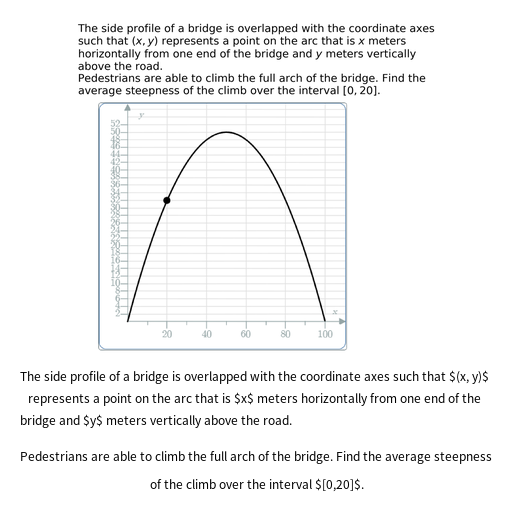 The side profile of a bridge is overlapped with the coordinate axes
such that (x, y) represents a point on the arc that is x meters
horizontally from one end of the bridge and y meters vertically
above the road.
Pedestrians are able to climb the full arch of the bridge. Find the
average steepness of the climb over the interval [0, 20].
y
52
50
48
46
44
42
40
38
36
34
32
30
28
26
24
22
20
18
16
14
12
10
8
6
4
2
x
20 40 60 80 100
The side profile of a bridge is overlapped with the coordinate axes such that $(x, y)$
represents a point on the arc that is $x$ meters horizontally from one end of the
bridge and $y$ meters vertically above the road.
Pedestrians are able to climb the full arch of the bridge. Find the average steepness
of the climb over the interval $[0,20]$.